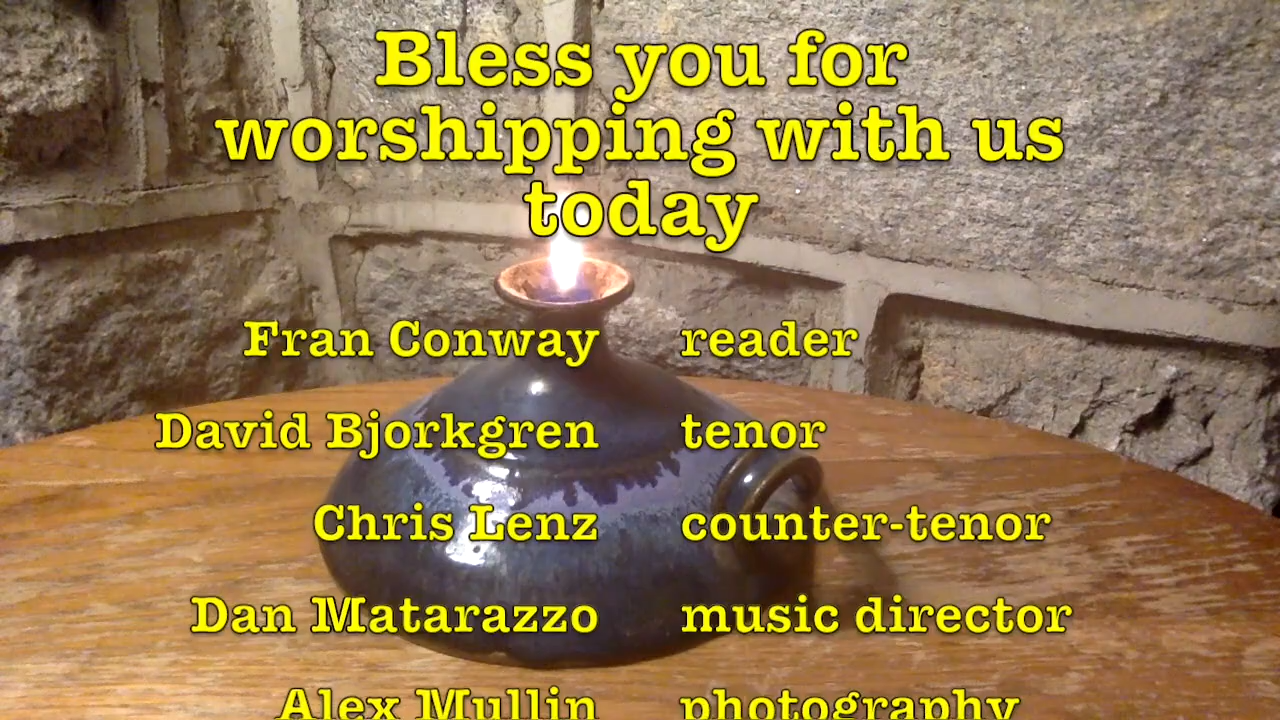 Bless you for
worshipping with us
today
Fran Conway reader
David Bjorkgren tenor
Chris Lenz counter-tenor
Dan Matarazzo music director
Alex Mullin photography